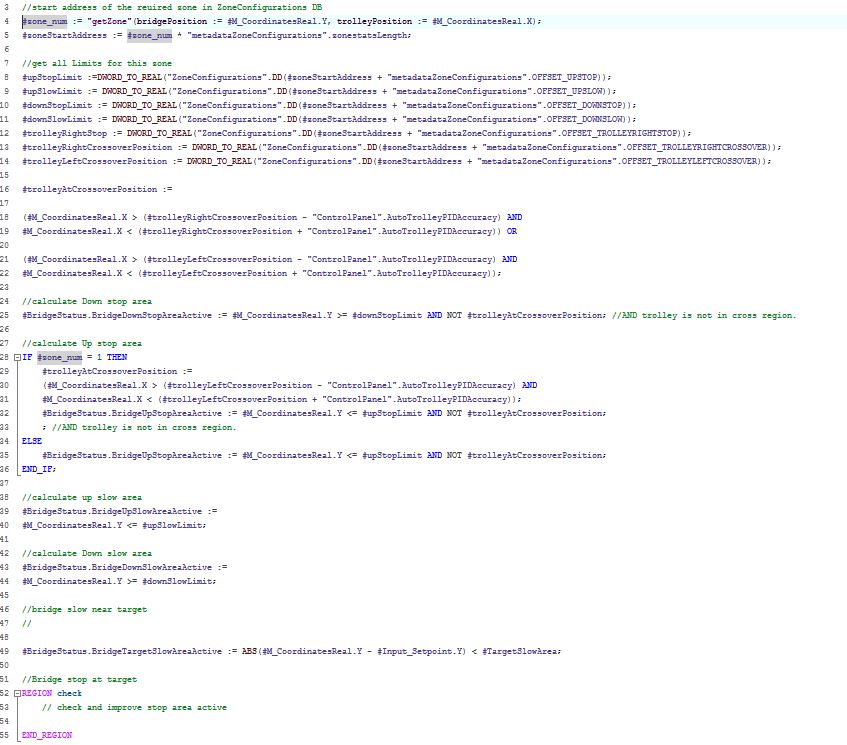 3 //start address of the reuired zone in ZoneConfigurations DB
4 #zone_num := "getZone"(bridgePosition := #M_CoordinatesReal.Y, trolleyPosition := #M_CoordinatesReal.X);
5 #zoneStartAddress := #zone_num * "metadataZoneConfigurations".zonestatsLength;
6
7 //get all Limits for this zone
8 #upStopLimit :=DWORD_TO_REAL("ZoneConfigurations".DD(#zoneStartAddress + "metadataZoneConfigurations".OFFSET_UPSTOP));
9 #upSlowLimit := DWORD_TO_REAL("ZoneConfigurations".DD(#zoneStartAddress + "metadataZoneConfigurations".OFFSET_UPSLOW));
10 #downStopLimit := DWORD_TO_REAL("ZoneConfigurations".DD(#zoneStartAddress + "metadataZoneConfigurations".OFFSET_DOWNSTOP));
11 #downSlowLimit := DWORD_TO_REAL("ZoneConfigurations".DD(#zoneStartAddress + "metadataZoneConfigurations".OFFSET_DOWNSLOW));
12 #trolleyRightStop := DWORD_TO_REAL("ZoneConfigurations".DD(#zoneStartAddress + "metadataZoneConfigurations".OFFSET_TROLLEYRIGHTSTOP));
13 #trolleyRightCrossoverPosition := DWORD_TO_REAL("ZoneConfigurations".DD(#zoneStartAddress + "metadataZoneConfigurations".OFFSET_TROLLEYRIGHTCROSSOVER));
14 #trolleyLeftCrossoverPosition := DWORD_TO_REAL("ZoneConfigurations".DD(#zoneStartAddress + "metadataZoneConfigurations".OFFSET_TROLLEYLEFTCROSSOVER));
15
16 #trolleyAtCrossoverPosition :=
17
18 (#M_CoordinatesReal.X > (#trolleyRightCrossoverPosition - "ControlPanel".AutoTrolleyPIDAccuracy) AND
19 #M_CoordinatesReal.X < (#trolleyRightCrossoverPosition + "ControlPanel".AutoTrolleyPIDAccuracy)) OR
20
21 (#M_CoordinatesReal.X > (#trolleyLeftCrossoverPosition - "ControlPanel".AutoTrolleyPIDAccuracy) AND
22 #M_CoordinatesReal.X < (#trolleyLeftCrossoverPosition + "ControlPanel".AutoTrolleyPIDAccuracy));
23
24 //calculate Down stop area
25 #BridgeStatus.BridgeDownStopAreaActive := #M_CoordinatesReal.Y >= #downStopLimit AND NOT #trolleyAtCrossoverPosition; //AND trolley is not in cross region.
26
27 //calculate Up stop area
28 IF #zone_num = 1 THEN
29 #trolleyAtCrossoverPosition :=
30 (#M_CoordinatesReal.X > (#trolleyLeftCrossoverPosition - "ControlPanel".AutoTrolleyPIDAccuracy) AND
31 #M_CoordinatesReal.X < (#trolleyLeftCrossoverPosition + "ControlPanel".AutoTrolleyPIDAccuracy));
32 #BridgeStatus.BridgeUpStopAreaActive := #M_CoordinatesReal.Y <= #upStopLimit AND NOT #trolleyAtCrossoverPosition;
33 ; //AND trolley is not in cross region.
34 ELSE
35 #BridgeStatus.BridgeUpStopAreaActive := #M_CoordinatesReal.Y <= #upStopLimit AND NOT #trolleyAtCrossoverPosition;
36 END_IF;
37
38 //calculate up slow area
39 #BridgeStatus.BridgeUpSlowAreaActive :=
40 #M_CoordinatesReal.Y <= #upSlowLimit;
41
42 //calculate Down slow area
43 #BridgeStatus.BridgeDownSlowAreaActive :=
44 #M_CoordinatesReal.Y >= #downSlowLimit;
45
46 //bridge slow near target
47 //
48
49 #BridgeStatus.BridgeTargetSlowAreaActive := ABS(#M_CoordinatesReal.Y - #Input_Setpoint.Y) < #TargetSlowArea;
50
51 //Bridge stop at target
52 REGION check
53 // check and improve stop area active
54
55 END_REGION